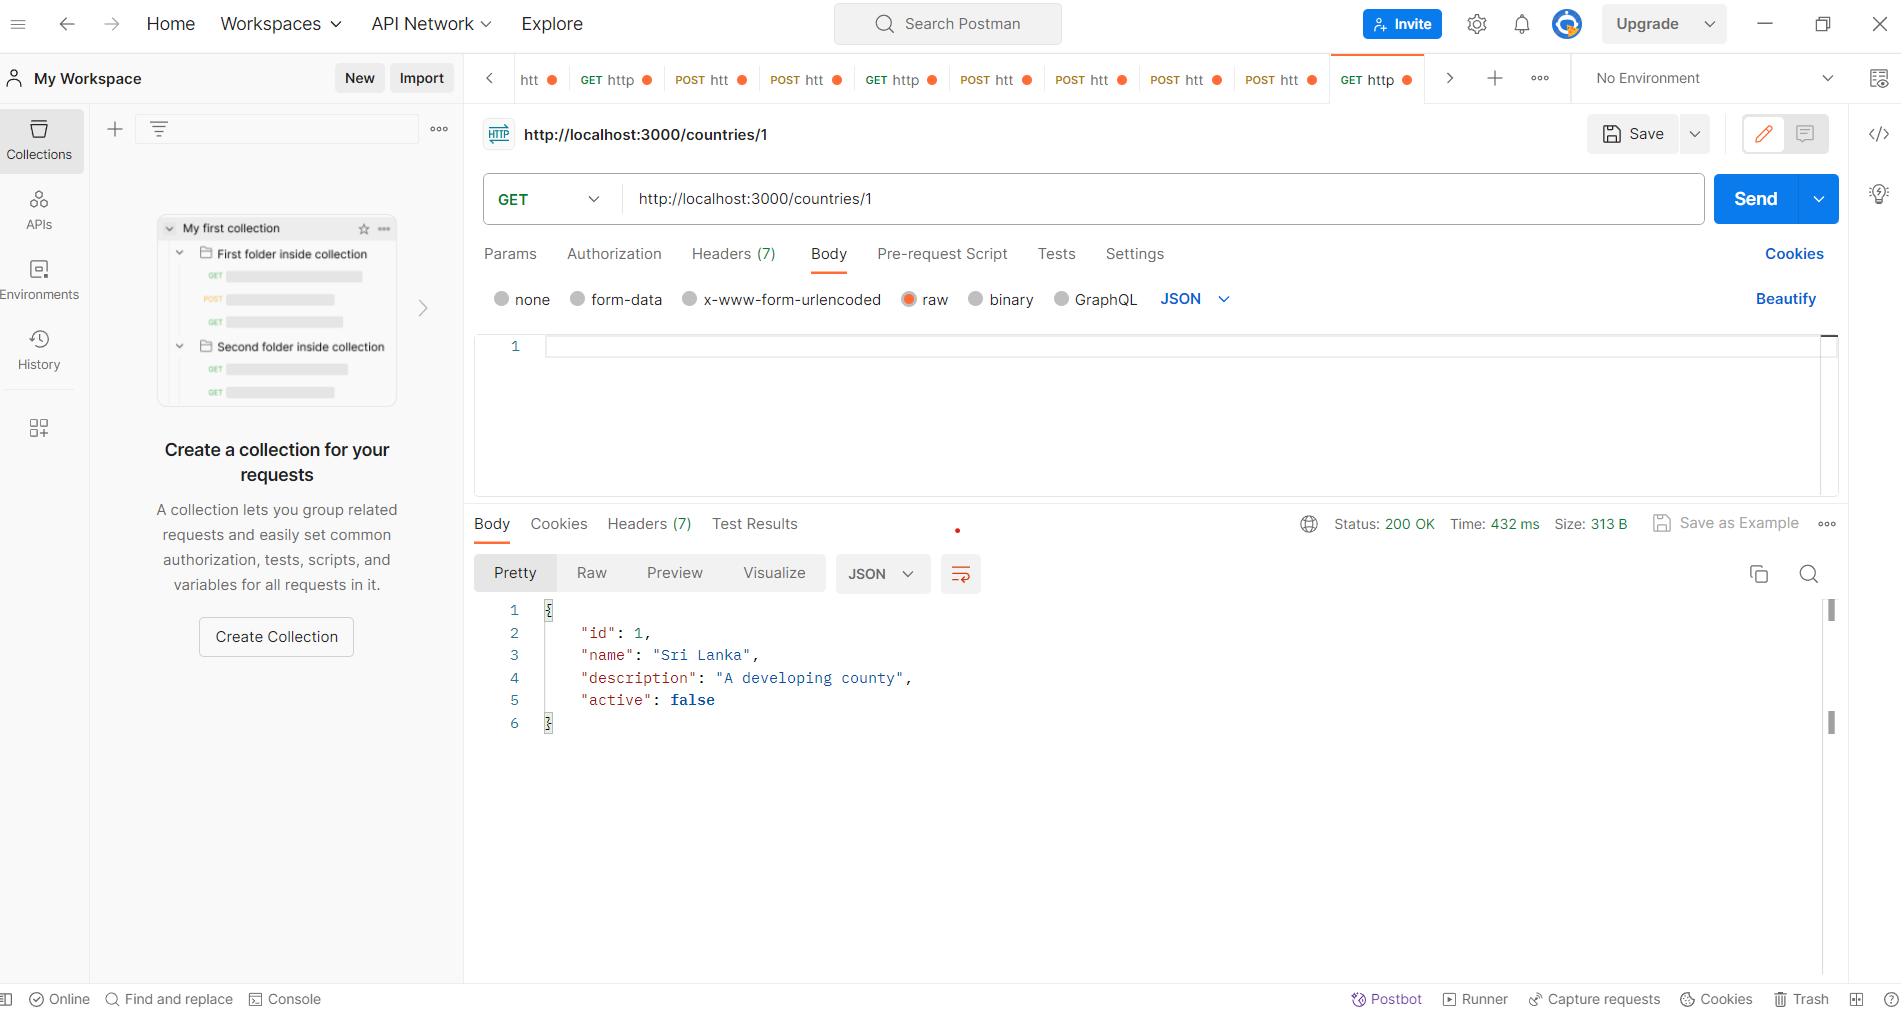 Home Workspaces API Network Explore Search Postman Invite Upgrade
My Workspace New Import
htt GET http POST htt POST htt GET http POST htt POST htt POST htt POST htt GET http No Environment
Collections
APIs
Environments
History
My first collection
First folder inside collection
GET
POST
GET
Second folder inside collection
GET
GET
Create a collection for your
requests
A collection lets you group related
requests and easily set common
authorization, tests, scripts, and
variables for all requests in it.
Create Collection
HTTP http://localhost:3000/countries/1 Save
GET http://localhost:3000/countries/1 Send
Params Authorization Headers (7) Body Pre-request Script Tests Settings Cookies
none form-data x-www-form-urlencoded raw binary GraphQL JSON Beautify
1
Body Cookies Headers (7) Test Results Status: 200 OK Time: 432 ms Size: 313 B Save as Example
Pretty Raw Preview Visualize JSON
1 {
2 "id": 1,
3 "name": "Sri Lanka",
4 "description": "A developing county",
5 "active": false
6 }
Online Find and replace Console Postbot Runner Capture requests Cookies Trash